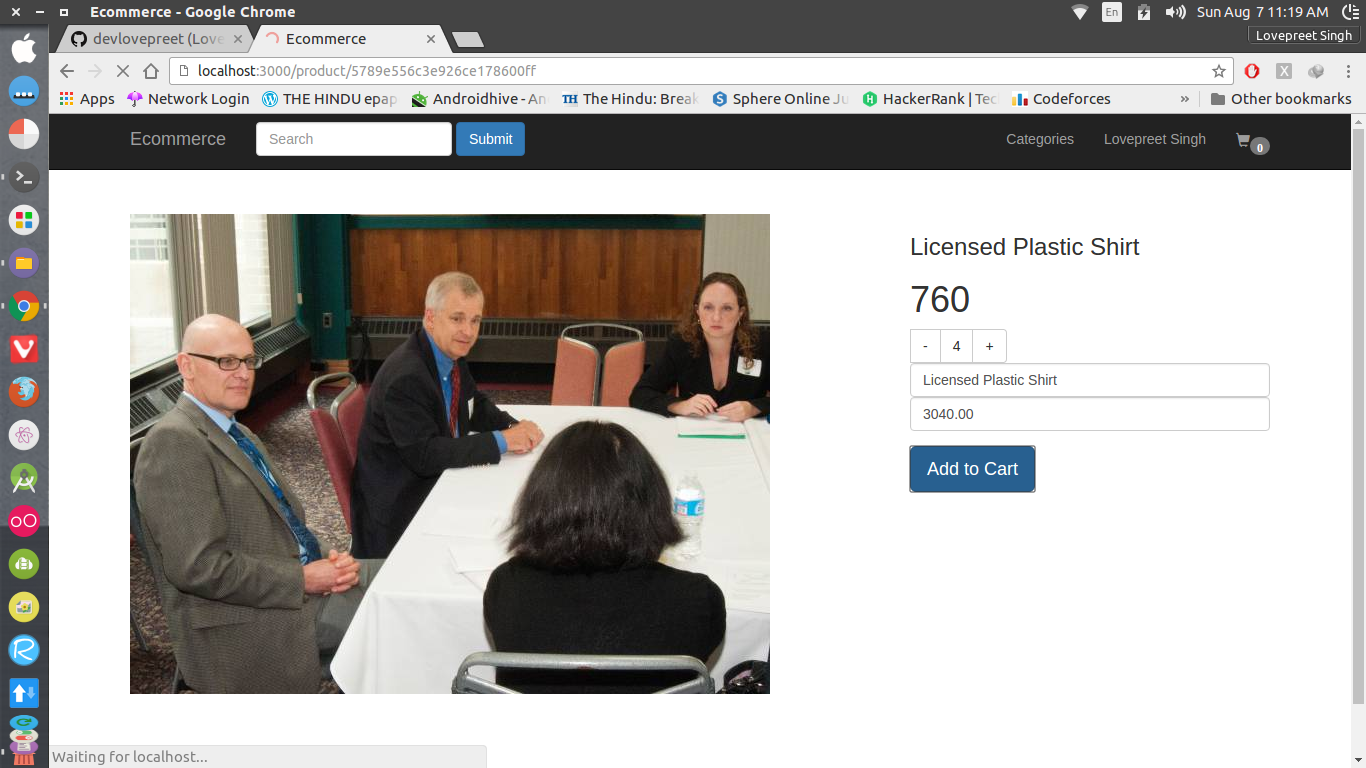 Ecommerce - Google Chrome
En
Sun Aug 7 11:19 AM
Lovepreet Singh
devlovepreet (Love
Ecommerce
localhost:3000/product/5789e556c3e926ce178600ff
Apps
Network Login
THE HINDU epap
Androidhive - An
TH
The Hindu: Break
Sphere Online Ju
HackerRank | Tec
Codeforces
»
Other bookmarks
Ecommerce
Search
Submit
Categories
Lovepreet Singh
0
Licensed Plastic Shirt
760
- 4 +
Licensed Plastic Shirt
3040.00
Add to Cart
Waiting for localhost...